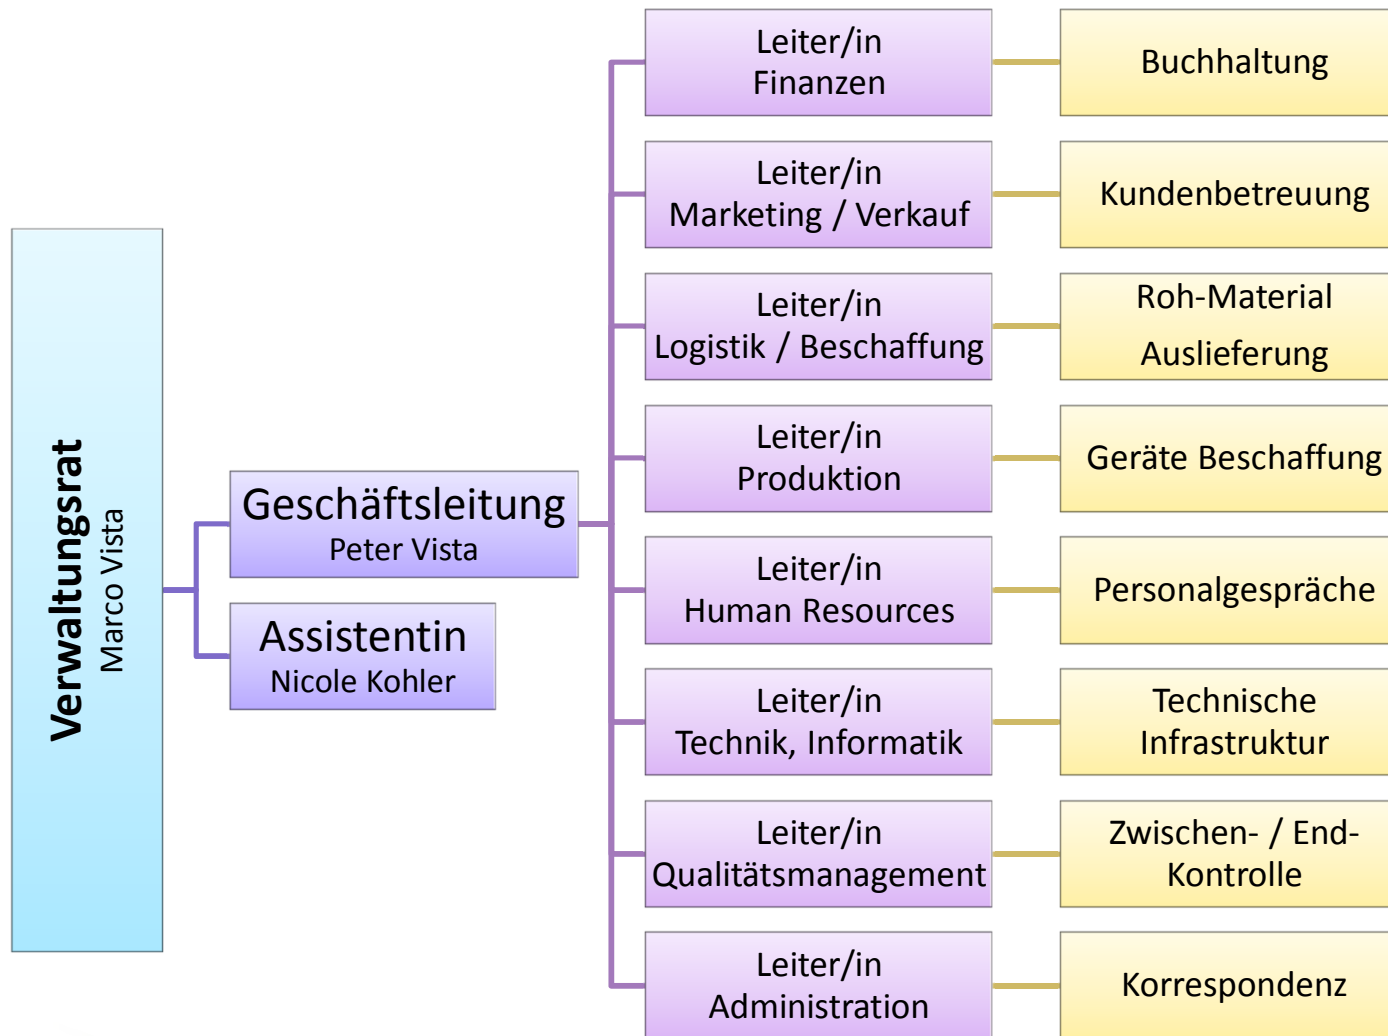 Verwaltungsrat
Marco Vista
Geschäftsleitung
Peter Vista
Assistentin
Nicole Kohler
Leiter/in
Finanzen
Buchhaltung
Leiter/in
Marketing / Verkauf
Kundenbetreuung
Leiter/in
Logistik / Beschaffung
Roh-Material
Auslieferung
Leiter/in
Produktion
Geräte Beschaffung
Leiter/in
Human Resources
Personalgespräche
Leiter/in
Technik, Informatik
Technische
Infrastruktur
Leiter/in
Qualitätsmanagement
Zwischen- / End-
Kontrolle
Leiter/in
Administration
Korrespondenz